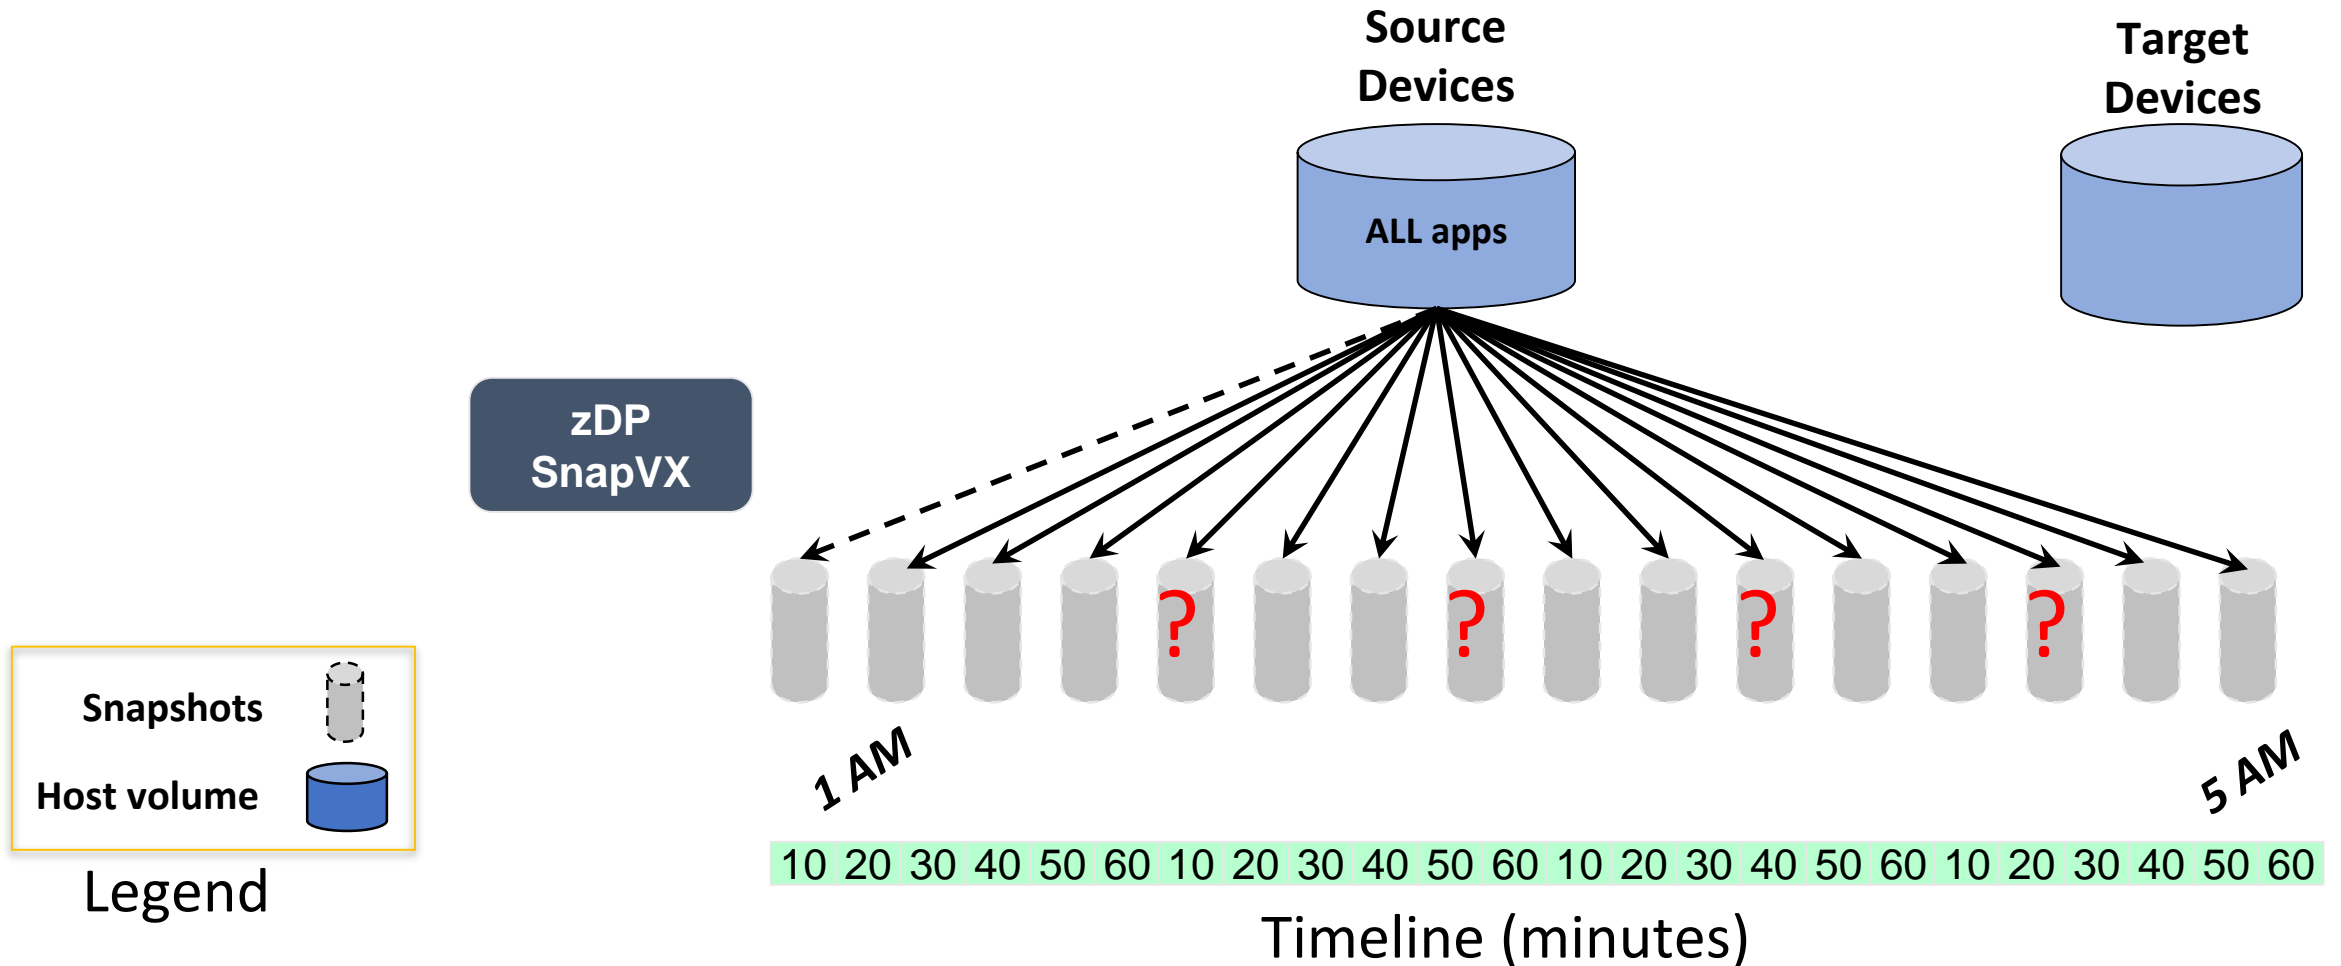 Source
Devices
Target
Devices
ALL apps
zDP
SnapVX
?
?
?
?
Snapshots
Host volume
Legend
1 AM
5 AM
10 20 30 40 50 60 10 20 30 40 50 60 10 20 30 40 50 60 10 20 30 40 50 60
Timeline (minutes)